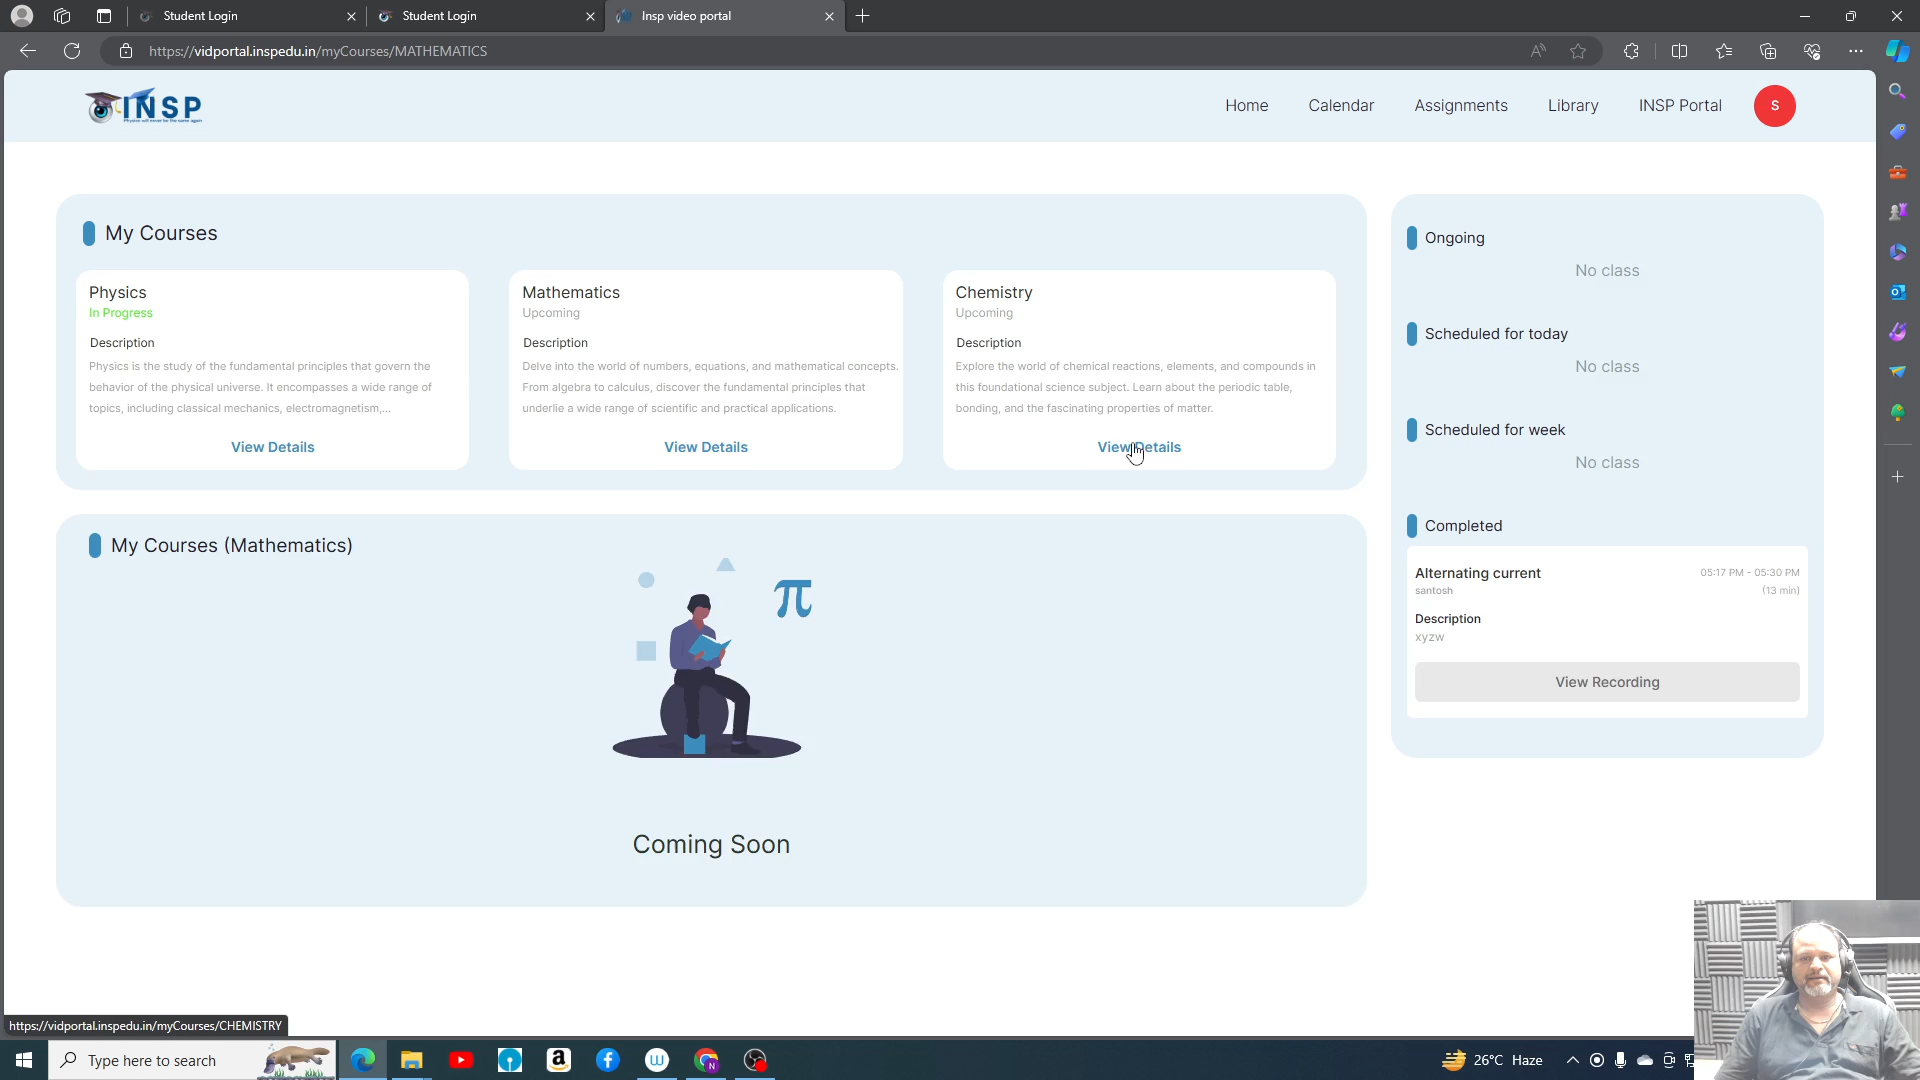 Student Login
Student Login
Insp video portal
https://vidportal.inspedu.in/myCourses/MATHEMATICS
INSP
Physics will never be the same again
Home
Calendar
Assignments
Library
INSP Portal
S
My Courses
Physics
In Progress
Description
Physics is the study of the fundamental principles that govern the
behavior of the physical universe. It encompasses a wide range of
topics, including classical mechanics, electromagnetism,...
View Details
Mathematics
Upcoming
Description
Delve into the world of numbers, equations, and mathematical concepts.
From algebra to calculus, discover the fundamental principles that
underlie a wide range of scientific and practical applications.
View Details
Chemistry
Upcoming
Description
Explore the world of chemical reactions, elements, and compounds in
this foundational science subject. Learn about the periodic table,
bonding, and the fascinating properties of matter.
View Details
My Courses (Mathematics)
π
Coming Soon
Ongoing
No class
Scheduled for today
No class
Scheduled for week
No class
Completed
Alternating current
05:17 PM - 05:30 PM
santosh
(13 min)
Description
xyzw
View Recording
https://vidportal.inspedu.in/myCourses/CHEMISTRY
Type here to search
26°C Haze